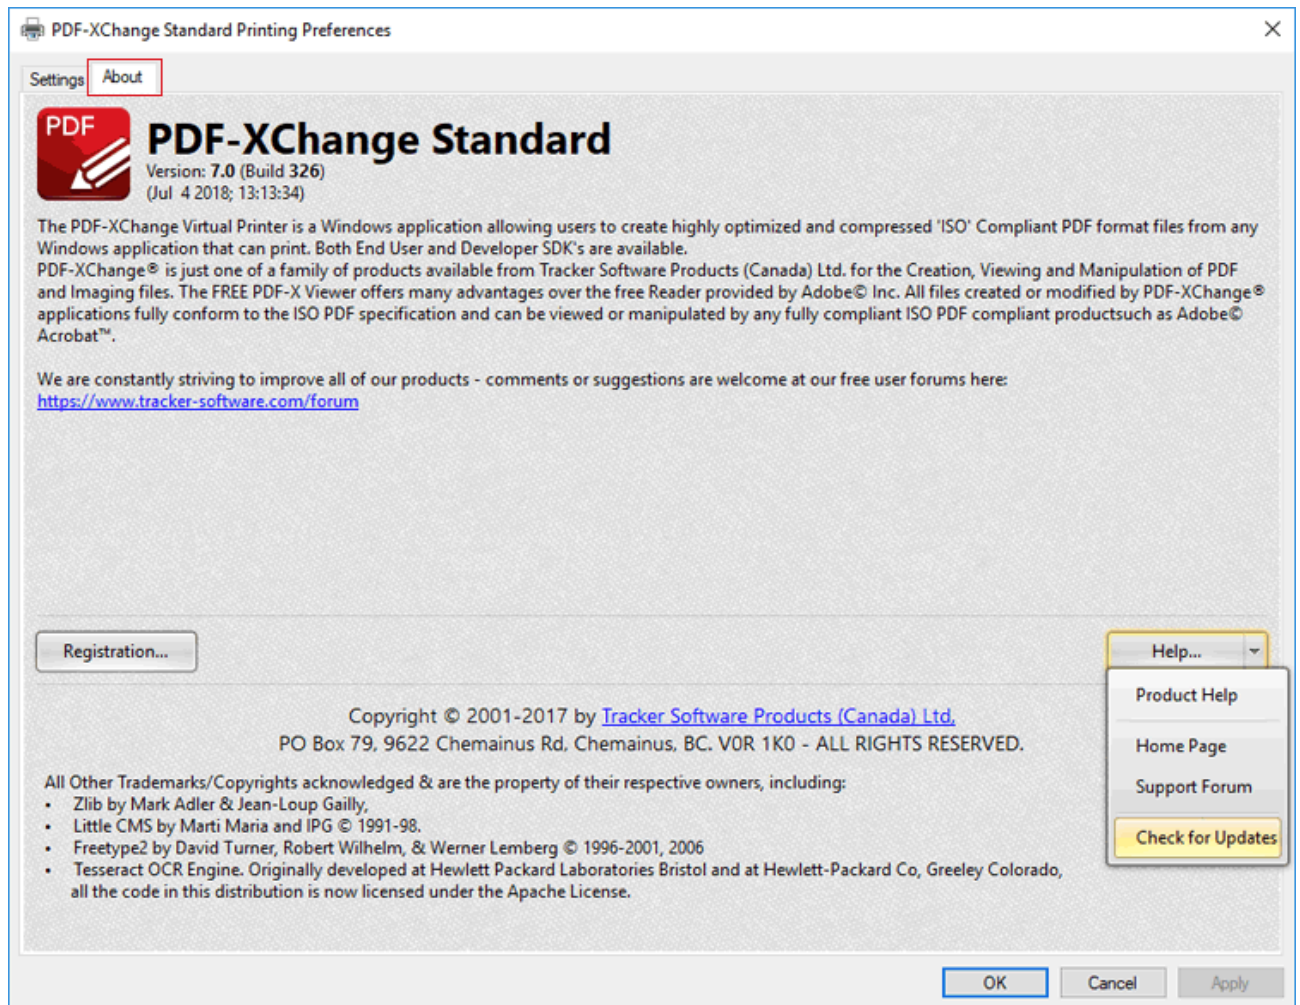 PDF-XChange Standard Printing Preferences
Settings About
PDF
PDF-XChange Standard
Version: 7.0 (Build 326)
(Jul 4 2018; 13:13:34)
The PDF-XChange Virtual Printer is a Windows application allowing users to create highly optimized and compressed 'ISO' Compliant PDF format files from any
Windows application that can print. Both End User and Developer SDK's are available.
PDF-XChange® is just one of a family of products available from Tracker Software Products (Canada) Ltd. for the Creation, Viewing and Manipulation of PDF
and Imaging files. The FREE PDF-X Viewer offers many advantages over the free Reader provided by Adobe© Inc. All files created or modified by PDF-XChange®
applications fully conform to the ISO PDF specification and can be viewed or manipulated by any fully compliant ISO PDF compliant productsuch as Adobe©
Acrobat™.
We are constantly striving to improve all of our products - comments or suggestions are welcome at our free user forums here:
https://www.tracker-software.com/forum
Registration... Help...
Product Help
Home Page
Support Forum
Check for Updates
Copyright © 2001-2017 by Tracker Software Products (Canada) Ltd.
PO Box 79, 9622 Chemainus Rd, Chemainus, BC. V0R 1K0 - ALL RIGHTS RESERVED.
All Other Trademarks/Copyrights acknowledged & are the property of their respective owners, including:
• Zlib by Mark Adler & Jean-Loup Gailly,
• Little CMS by Marti Maria and IPG © 1991-98.
• Freetype2 by David Turner, Robert Wilhelm, & Werner Lemberg © 1996-2001, 2006
• Tesseract OCR Engine. Originally developed at Hewlett Packard Laboratories Bristol and at Hewlett-Packard Co, Greeley Colorado,
all the code in this distribution is now licensed under the Apache License.
OK Cancel Apply